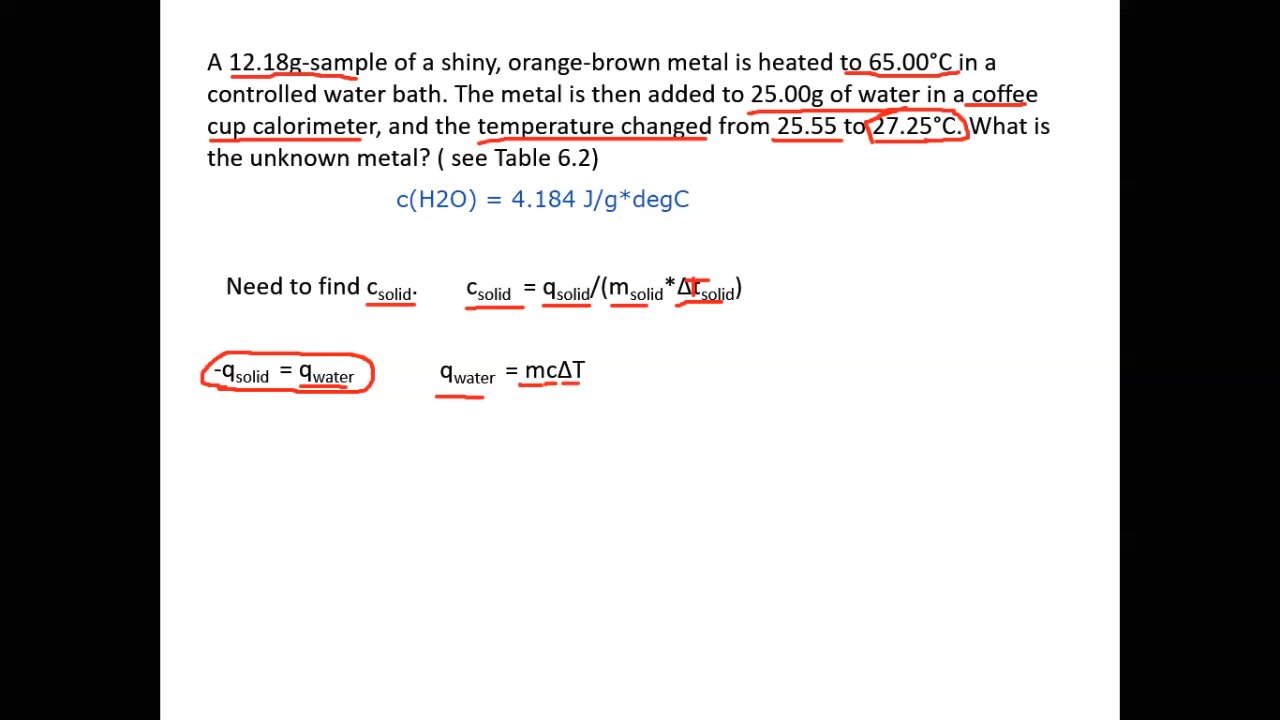 A 12.18g-sample of a shiny, orange-brown metal is heated to 65.00°C in a
controlled water bath. The metal is then added to 25.00g of water in a coffee
cup calorimeter, and the temperature changed from 25.55 to 27.25°C. What is
the unknown metal? ( see Table 6.2)
c(H2O) = 4.184 J/g*degC
Need to find csolid. csolid = qsolid/(msolid*ΔTsolid)
-qsolid = qwater qwater = mcΔT